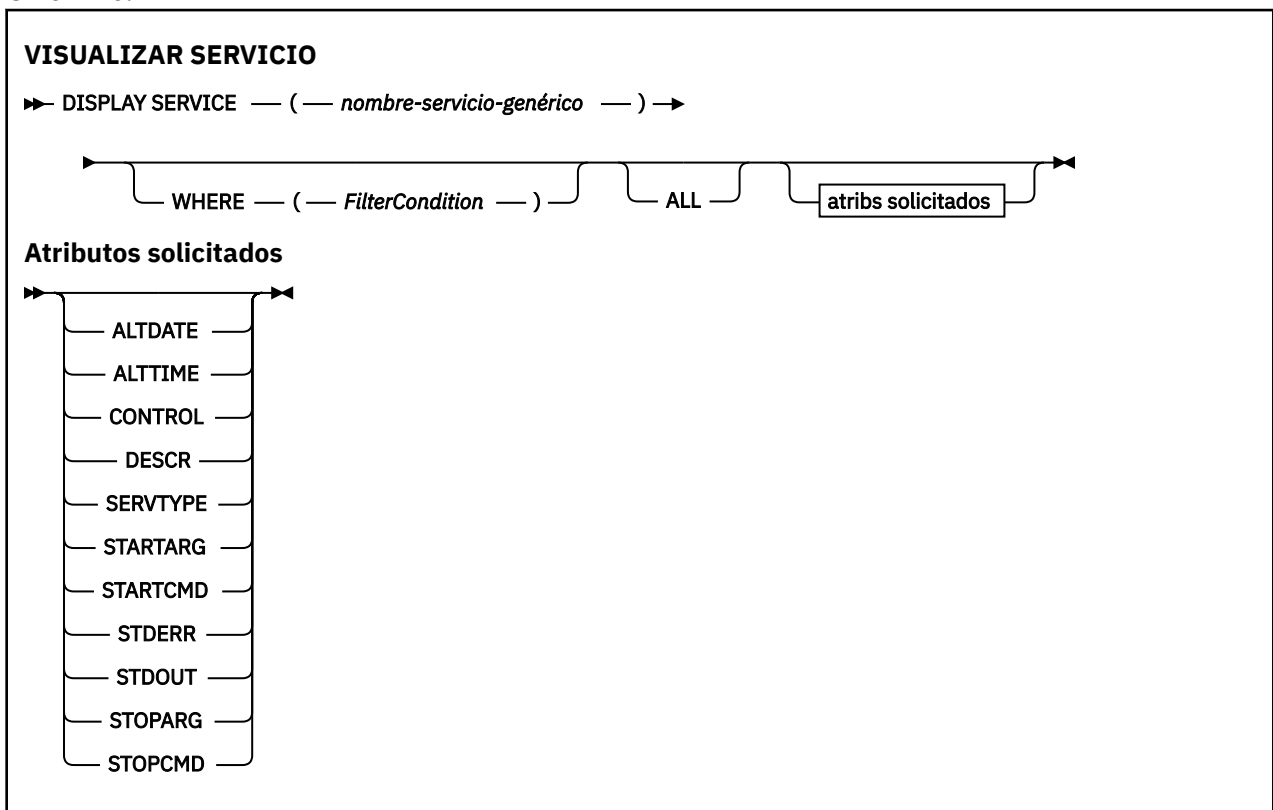 VISUALIZAR SERVICIO
DISPLAY SERVICE ( nombre-servicio-genérico )
WHERE ( FilterCondition ) ALL atribs solicitados
Atributos solicitados
ALTDATE
ALTTIME
CONTROL
DESCR
SERVTYPE
STARTARG
STARTCMD
STDERR
STDOUT
STOPARG
STOPCMD